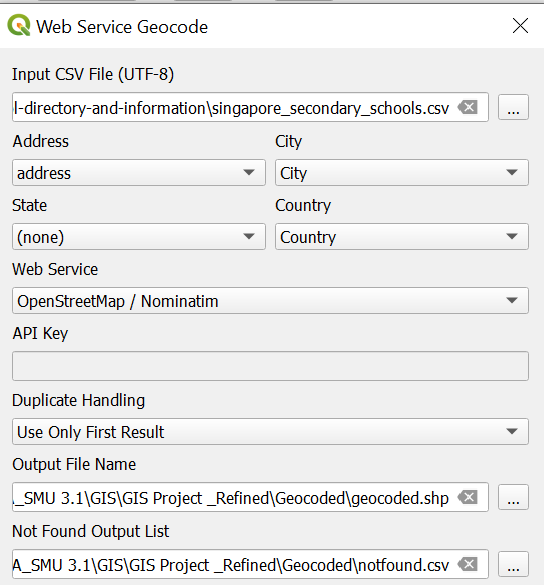 Web Service Geocode
Input CSV File (UTF-8)
l-directory-and-information\singapore_secondary_schools.csv ...
Address City
address City
State Country
(none) Country
Web Service
OpenStreetMap / Nominatim
API Key
Duplicate Handling
Use Only First Result
Output File Name
A_SMU 3.1\GIS\GIS Project _Refined\Geocoded\geocoded.shp ...
Not Found Output List
A_SMU 3.1\GIS\GIS Project _Refined\Geocoded\notfound.csv ...